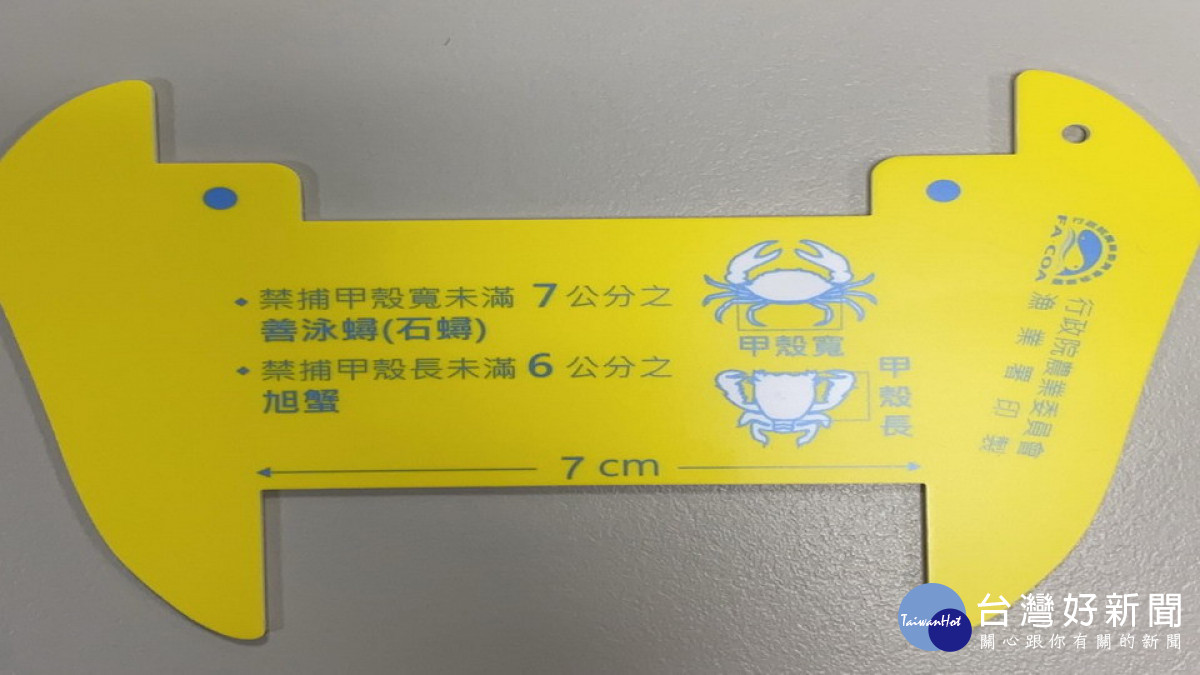 禁捕甲殼寬未滿 7 公分之
善泳蟳(石蟳)
禁捕甲殼長未滿 6 公分之
旭蟹
甲殼寬
甲殼長
7 cm
FA.COA
行政院農業委員會
漁業署印製
TaiwanHot
台灣好新聞
關心跟你有關的新聞